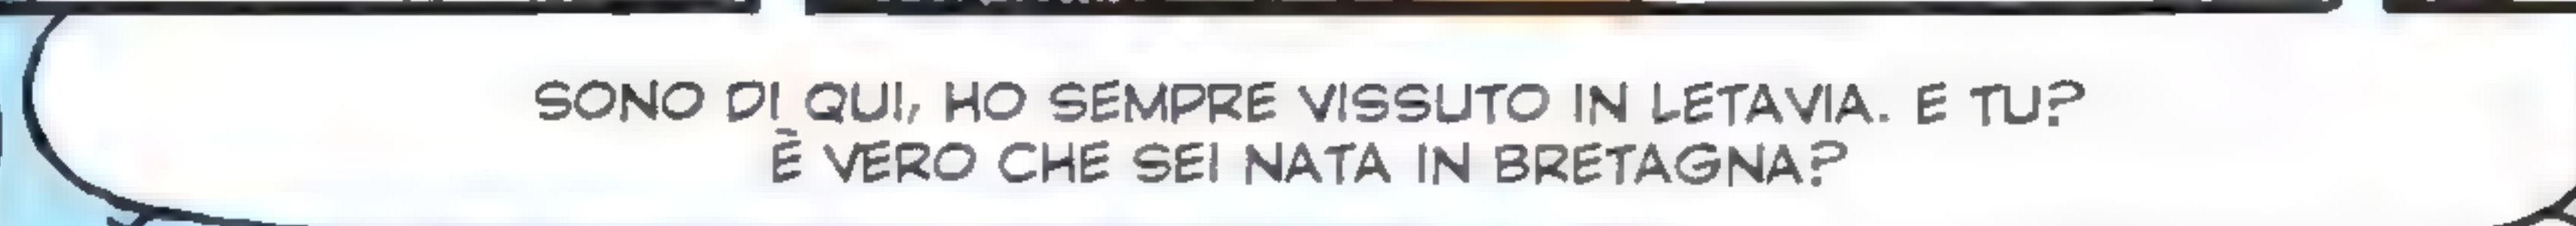 SONO DI QUI, HO SEMPRE VISSUTO IN LETAVIA. E TU?
È VERO CHE SEI NATA IN BRETAGNA?